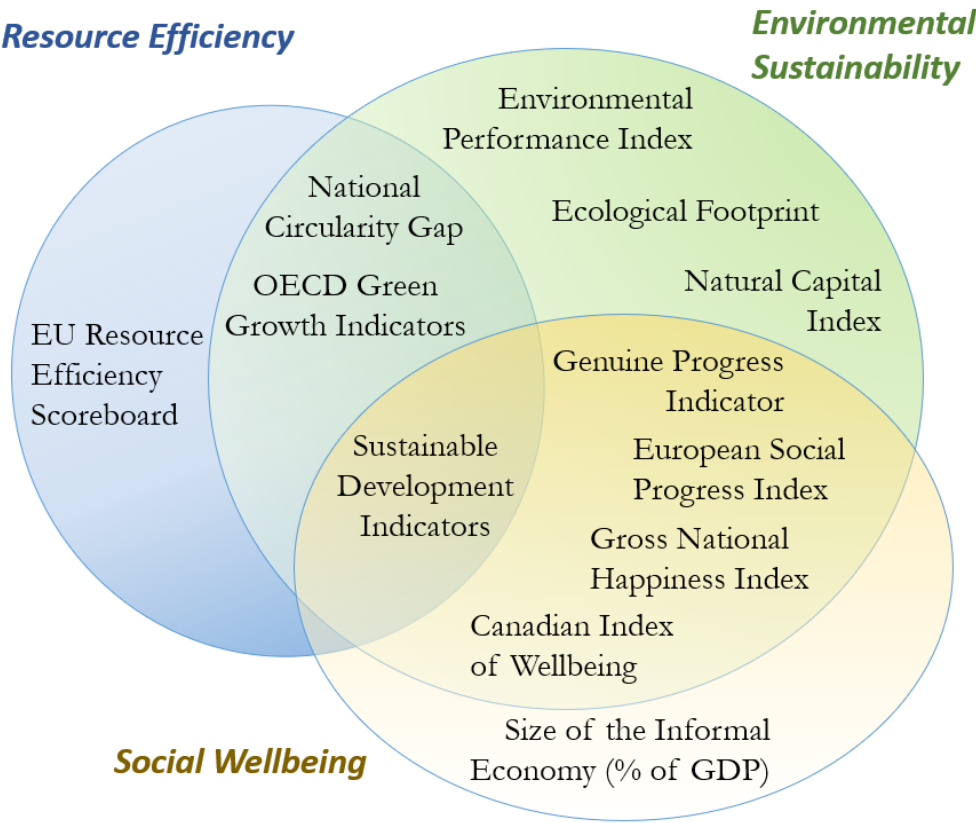 Resource Efficiency
Environmental
Sustainability
Environmental
Performance Index
National
Circularity Gap
Ecological Footprint
OECD Green
Growth Indicators
Natural Capital
Index
EU Resource
Efficiency
Scoreboard
Genuine Progress
Indicator
Sustainable
Development
Indicators
European Social
Progress Index
Gross National
Happiness Index
Canadian Index
of Wellbeing
Size of the Informal
Economy (% of GDP)
Social Wellbeing